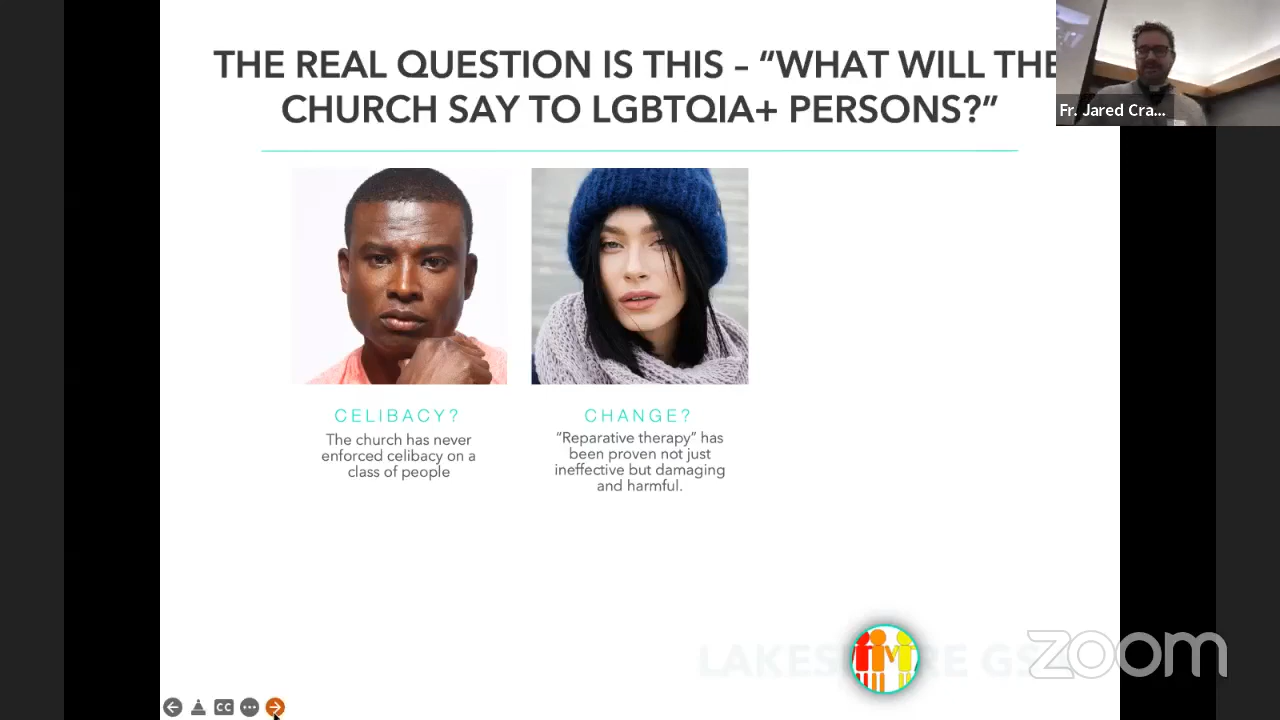 THE REAL QUESTION IS THIS – “WHAT WILL THE
CHURCH SAY TO LGBTQIA+ PERSONS?”
Fr. Jared Cra...
CELIBACY?
The church has never
enforced celibacy on a
class of people
CHANGE?
“Reparative therapy” has
been proven not just
ineffective but damaging
and harmful.
zoom
CC